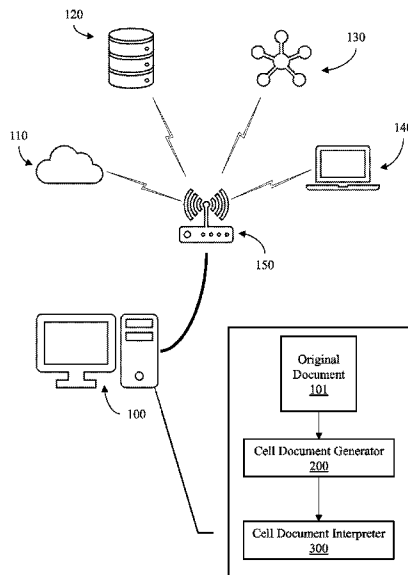 120
130
110
140
150
100
Original
Document
101
Cell Document Generator
200
Cell Document Interpreter
300